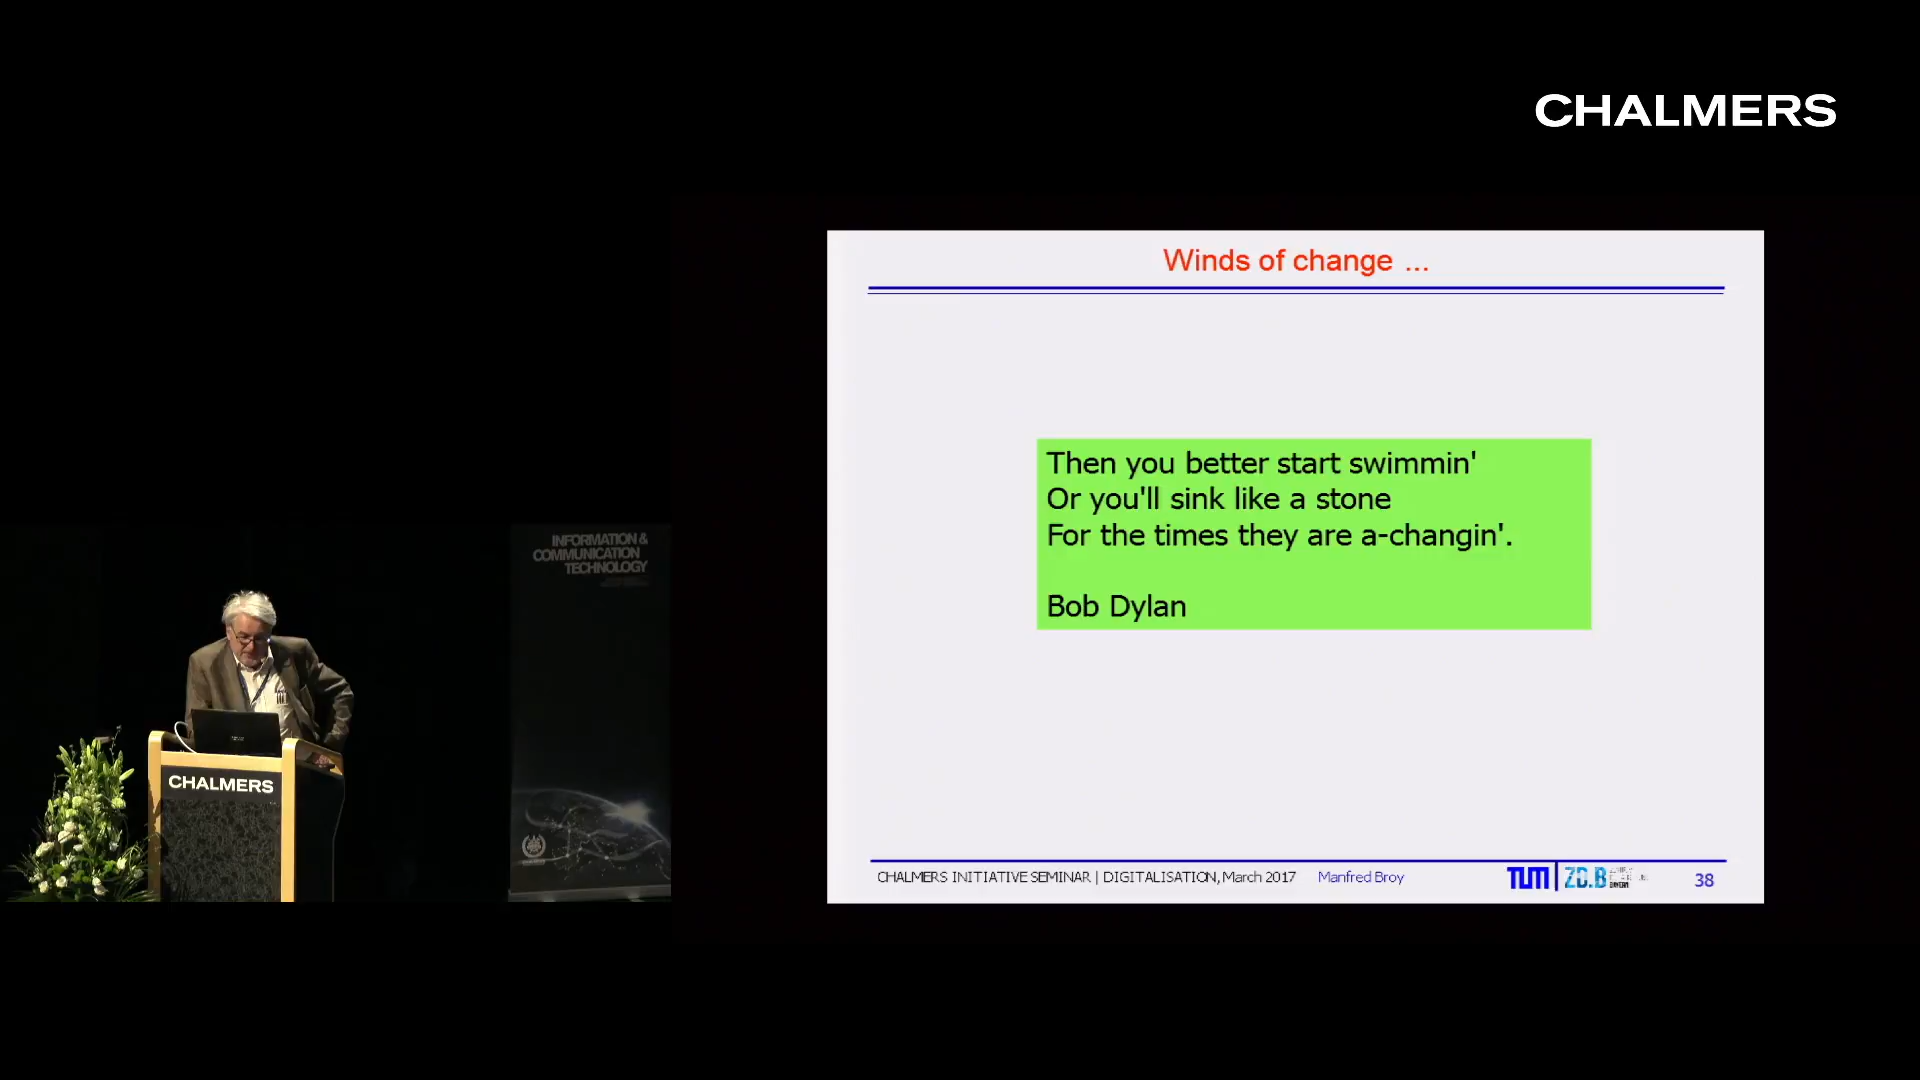 CHALMERS
Winds of change ...
Then you better start swimmin'
Or you'll sink like a stone
For the times they are a-changin'.
Bob Dylan
CHALMERS INITIATIVE SEMINAR | DIGITALISATION, March 2017 Manfred Broy TUM ZD.B 38
INFORMATION &
COMMUNICATION
TECHNOLOGY
CHALMERS